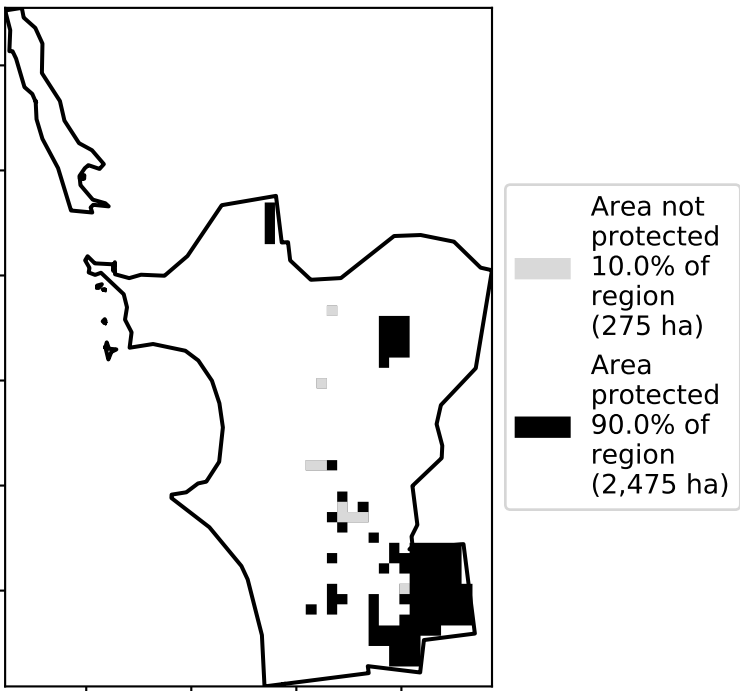 Area not
protected
10.0% of
region
(275 ha)
Area
protected
90.0% of
region
(2,475 ha)